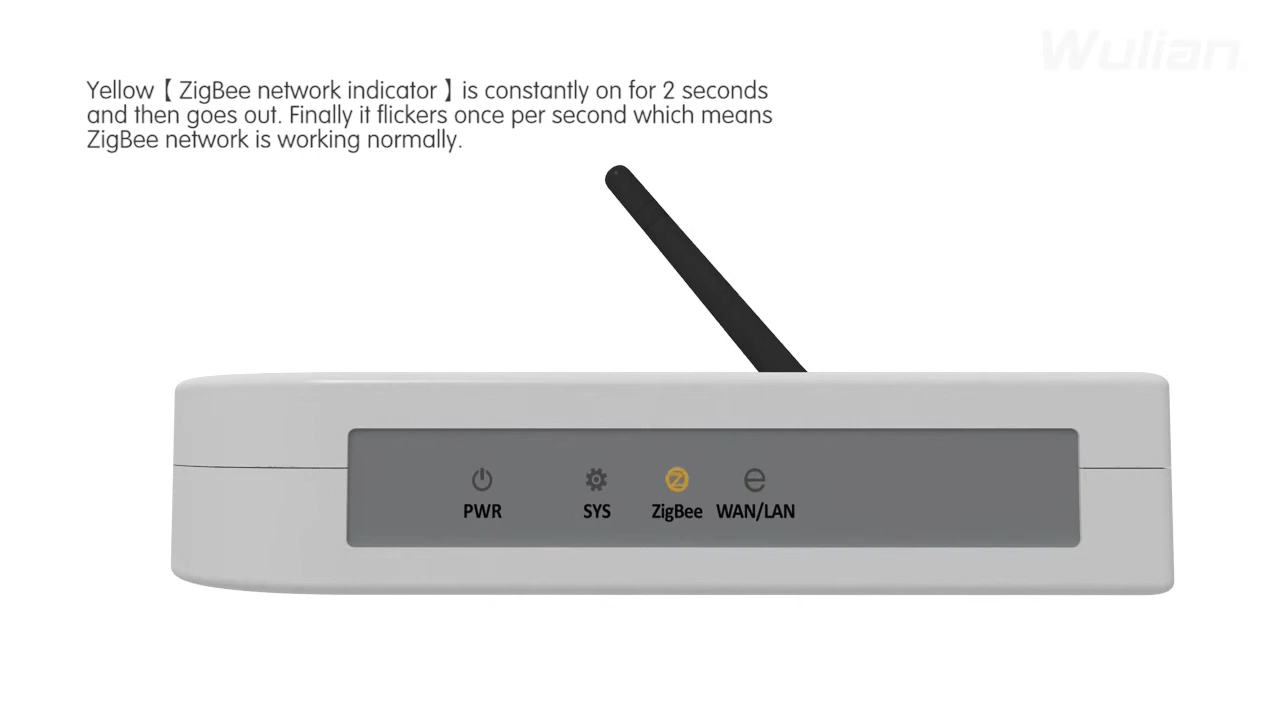 Wulian
Yellow【ZigBee network indicator】is constantly on for 2 seconds
and then goes out. Finally it flickers once per second which means
ZigBee network is working normally.
PWR SYS ZigBee WAN/LAN